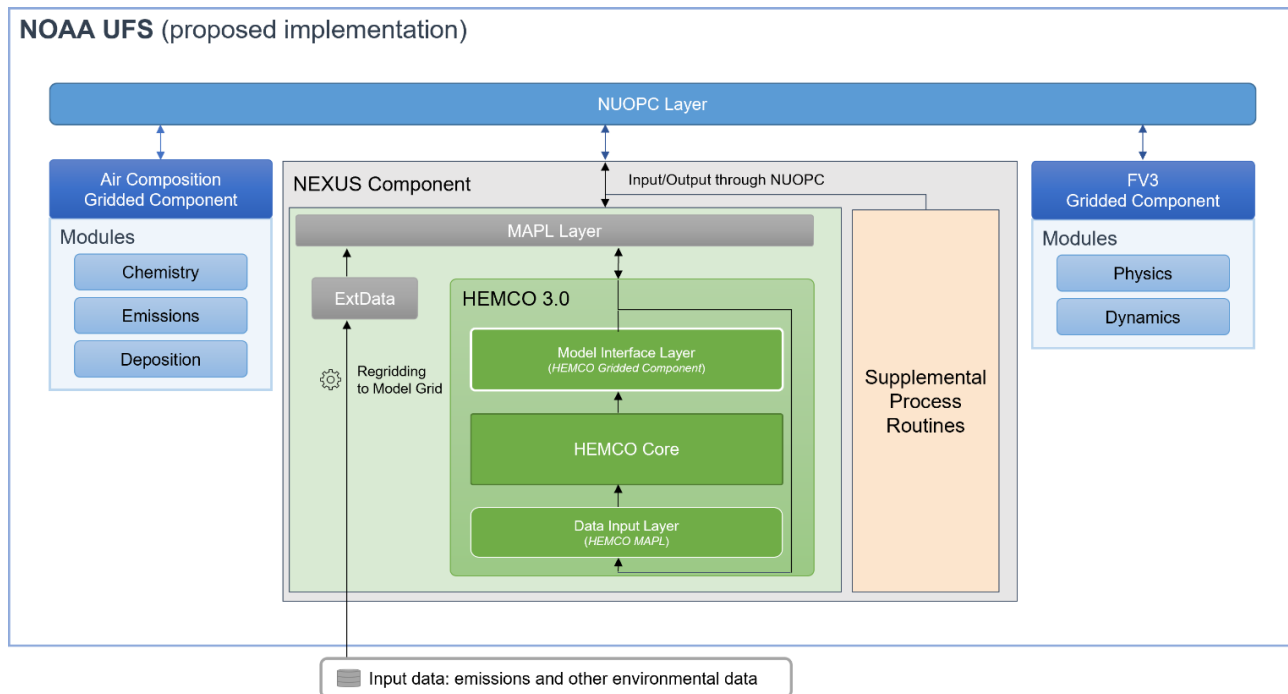 NOAA UFS (proposed implementation)
NUOPC Layer
Air Composition
Gridded Component
Modules
Chemistry
Emissions
Deposition
NEXUS Component
Input/Output through NUOPC
MAPL Layer
ExtData
Regridding
to Model Grid
HEMCO 3.0
Model Interface Layer
(HEMCO Gridded Component)
HEMCO Core
Data Input Layer
(HEMCO MAPL)
Supplemental
Process
Routines
FV3
Gridded Component
Modules
Physics
Dynamics
Input data: emissions and other environmental data